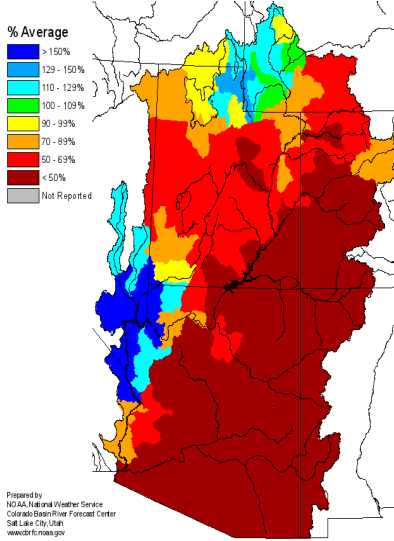 % Average
> 150%
129 - 150%
110 - 129%
100 - 109%
90 - 99%
70 - 89%
50 - 69%
< 50%
Not Reported
Prepared by
NOAA, National Weather Service
Colorado Basin River Forecast Center
Salt Lake City, Utah
www.cbrfc.noaa.gov